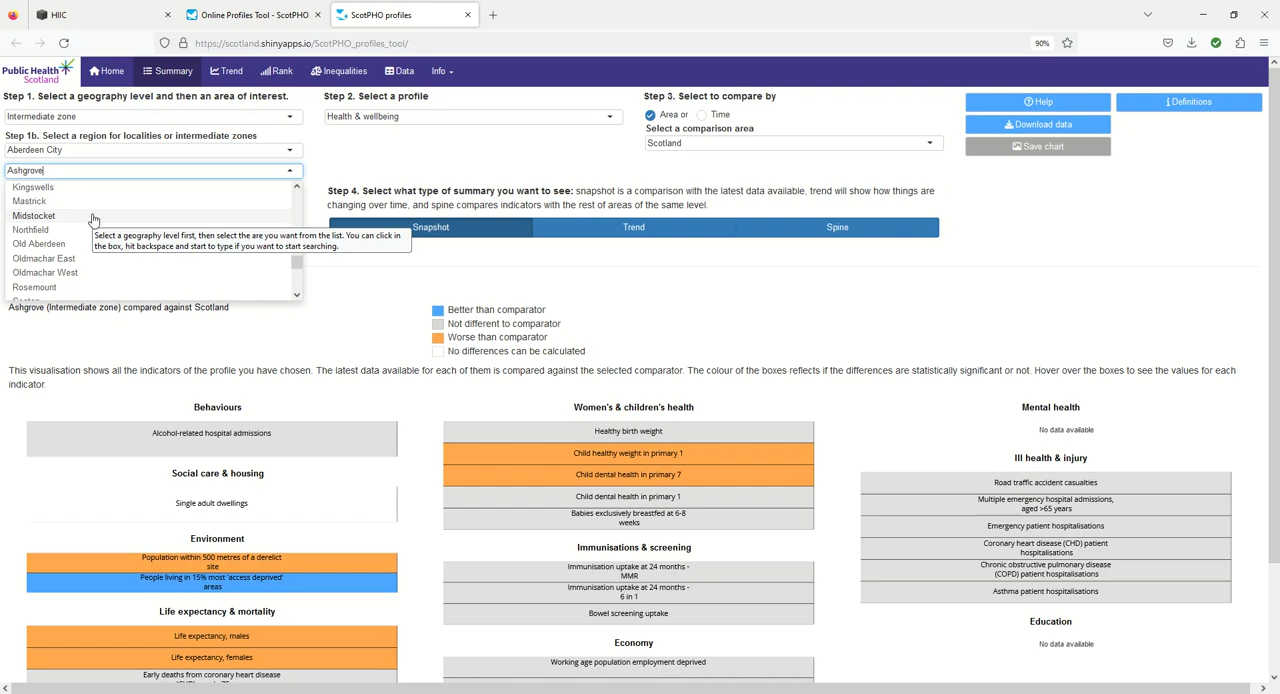 HIIC
Online Profiles Tool - ScotPHO
ScotPHO profiles
https://scotland.shinyapps.io/ScotPHO_profiles_tool/
90%
Public Health
Scotland
Home
Summary
Trend
Rank
Inequalities
Data
Info
Step 1. Select a geography level and then an area of interest.
Intermediate zone
Step 1b. Select a region for localities or intermediate zones
Aberdeen City
Ashgrove
Kingswells
Mastrick
Midstocket
Northfield
Old Aberdeen
Oldmachar East
Oldmachar West
Rosemount
Select a geography level first, then select the are you want from the list. You can click in
the box, hit backspace and start to type if you want to start searching.
Step 2. Select a profile
Health & wellbeing
Step 3. Select to compare by
Area or
Time
Select a comparison area
Scotland
Help
Definitions
Download data
Save chart
Step 4. Select what type of summary you want to see: snapshot is a comparison with the latest data available, trend will show how things are
changing over time, and spine compares indicators with the rest of areas of the same level.
Snapshot
Trend
Spine
Ashgrove (Intermediate zone) compared against Scotland
Better than comparator
Not different to comparator
Worse than comparator
No differences can be calculated
This visualisation shows all the indicators of the profile you have chosen. The latest data available for each of them is compared against the selected comparator. The colour of the boxes reflects if the differences are statistically significant or not. Hover over the boxes to see the values for each
indicator.
Behaviours
Alcohol-related hospital admissions
Social care & housing
Single adult dwellings
Environment
Population within 500 metres of a derelict
site
People living in 15% most 'access deprived'
areas
Life expectancy & mortality
Life expectancy, males
Life expectancy, females
Early deaths from coronary heart disease
Women's & children's health
Healthy birth weight
Child healthy weight in primary 1
Child dental health in primary 7
Child dental health in primary 1
Babies exclusively breastfed at 6-8
weeks
Immunisations & screening
Immunisation uptake at 24 months -
MMR
Immunisation uptake at 24 months -
6 in 1
Bowel screening uptake
Economy
Working age population employment deprived
Mental health
No data available
Ill health & injury
Road traffic accident casualties
Multiple emergency hospital admissions,
aged >65 years
Emergency patient hospitalisations
Coronary heart disease (CHD) patient
hospitalisations
Chronic obstructive pulmonary disease
(COPD) patient hospitalisations
Asthma patient hospitalisations
Education
No data available